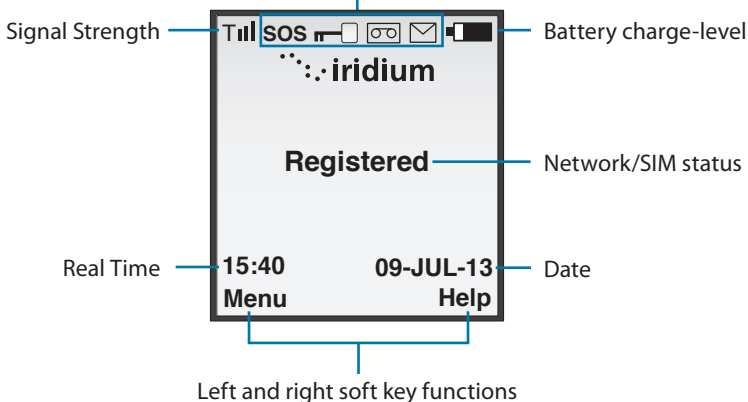 Signal Strength
SOS
Battery charge-level
iridium
Registered
Network/SIM status
Real Time
15:40
09-JUL-13
Date
Menu
Help
Left and right soft key functions